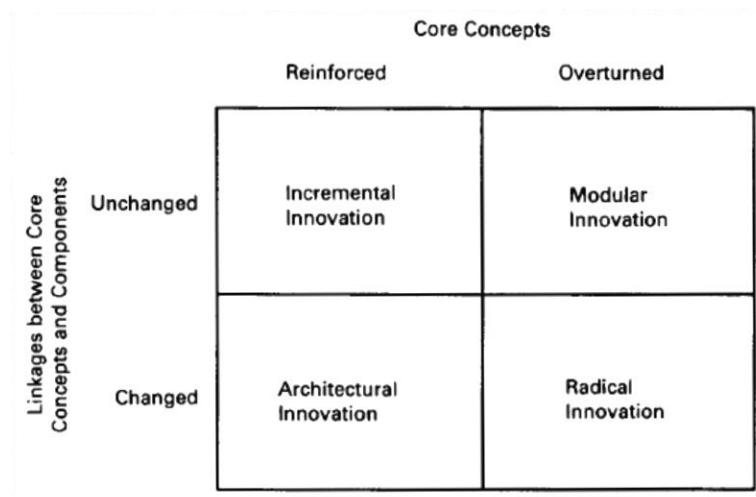 Core Concepts
Reinforced
Overturned
Linkages between Core
Concepts and Components
Unchanged
Incremental
Innovation
Modular
Innovation
Changed
Architectural
Innovation
Radical
Innovation